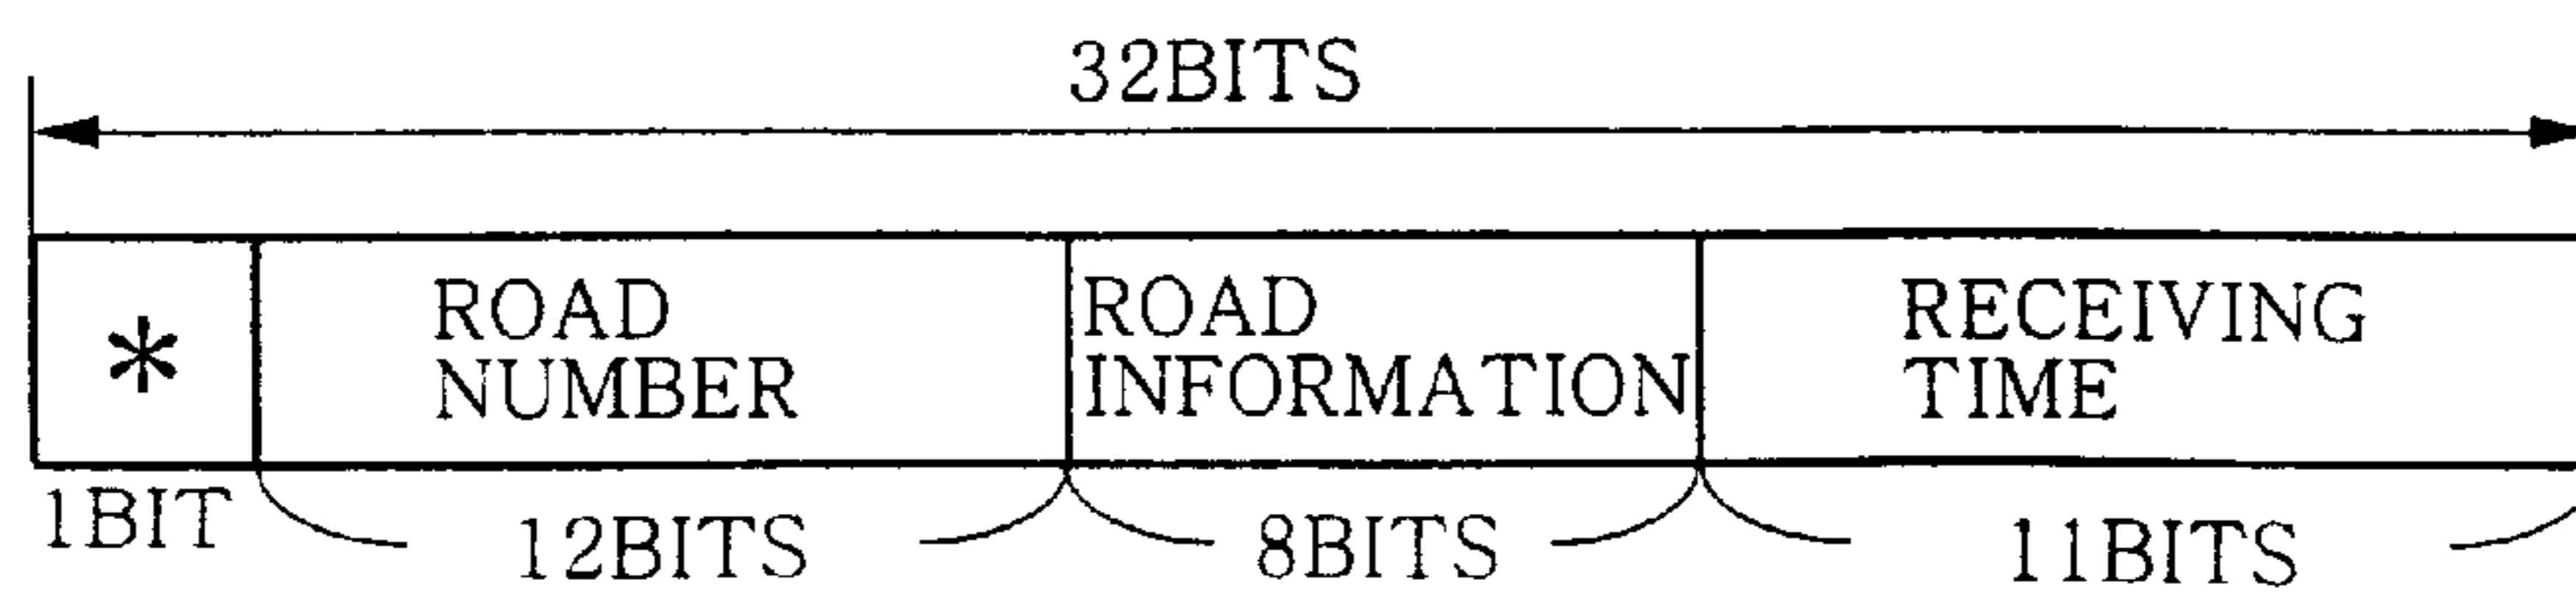 32BITS
*
ROAD
NUMBER
ROAD
INFORMATION
RECEIVING
TIME
1BIT
12BITS
8BITS
11BITS